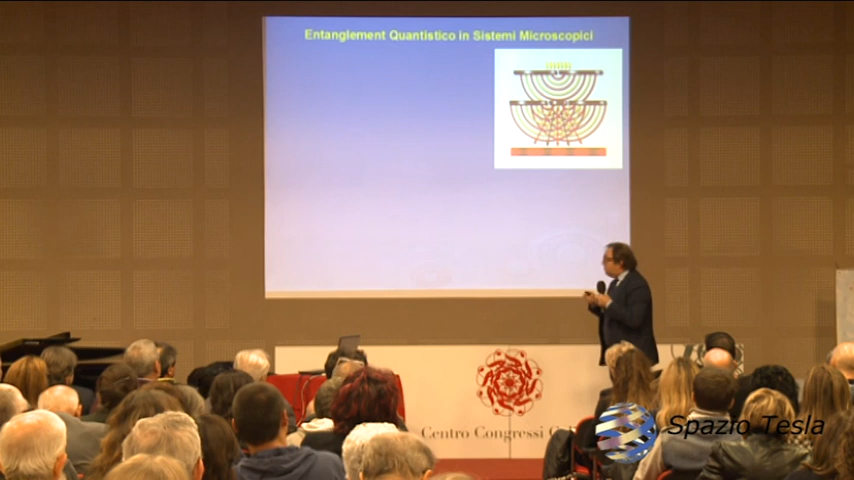 Entanglement Quantistico in Sistemi Microscopici
Centro Congressi
Spazio Tesla